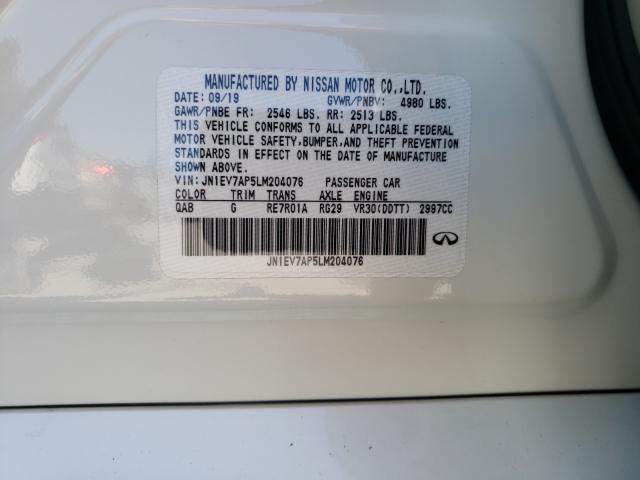 MANUFACTURED BY NISSAN MOTOR CO.,LTD.
DATE: 09/19 GVWR/PNBV: 4980 LBS.
GAWR/PNBE FR: 2546 LBS. RR: 2513 LBS.
THIS VEHICLE CONFORMS TO ALL APPLICABLE FEDERAL
MOTOR VEHICLE SAFETY,BUMPER,AND THEFT PREVENTION
STANDARDS IN EFFECT ON THE DATE OF MANUFACTURE
SHOWN ABOVE.
VIN: JN1EV7AP5LM204076 PASSENGER CAR
COLOR TRIM TRANS AXLE ENGINE
QAB G RE7R01A RG29 VR30(DDTT) 2997CC
JN1EV7AP5LM204076